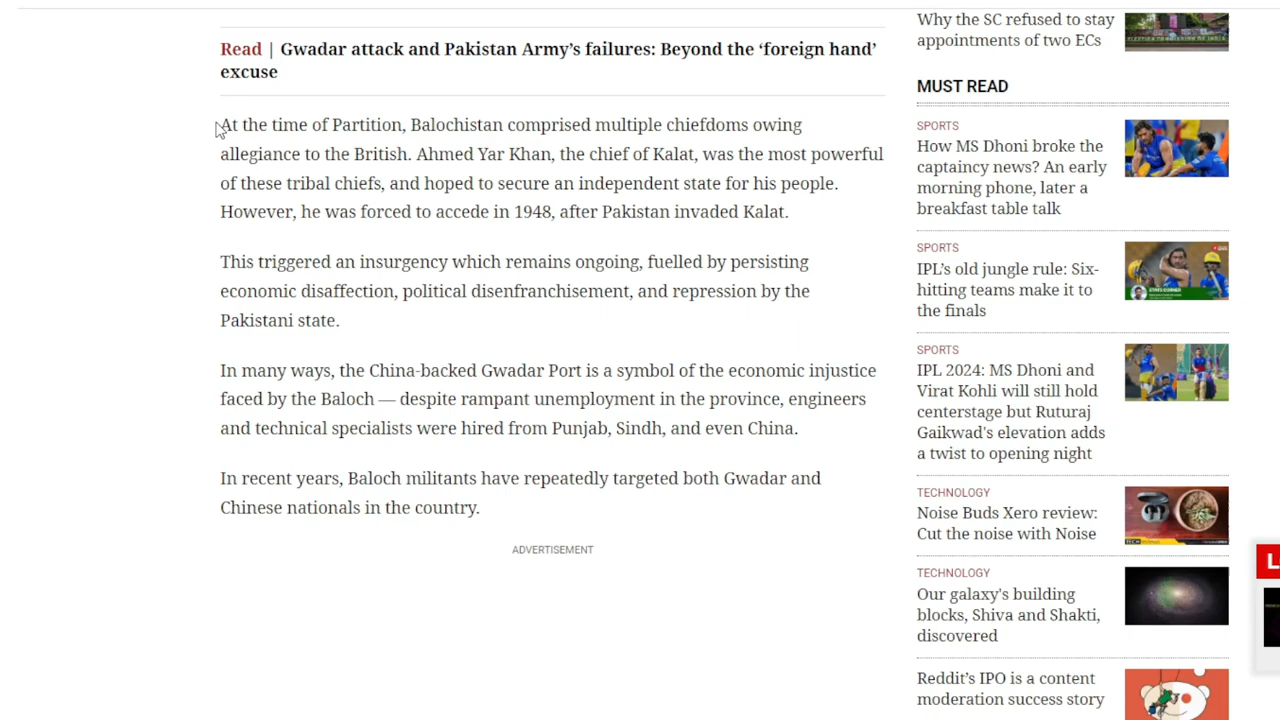 Read | Gwadar attack and Pakistan Army’s failures: Beyond the ‘foreign hand’
excuse
At the time of Partition, Balochistan comprised multiple chiefdoms owing
allegiance to the British. Ahmed Yar Khan, the chief of Kalat, was the most powerful
of these tribal chiefs, and hoped to secure an independent state for his people.
However, he was forced to accede in 1948, after Pakistan invaded Kalat.
This triggered an insurgency which remains ongoing, fuelled by persisting
economic disaffection, political disenfranchisement, and repression by the
Pakistani state.
In many ways, the China-backed Gwadar Port is a symbol of the economic injustice
faced by the Baloch — despite rampant unemployment in the province, engineers
and technical specialists were hired from Punjab, Sindh, and even China.
In recent years, Baloch militants have repeatedly targeted both Gwadar and
Chinese nationals in the country.
ADVERTISEMENT
Why the SC refused to stay
appointments of two ECs
MUST READ
SPORTS
How MS Dhoni broke the
captaincy news? An early
morning phone, later a
breakfast table talk
SPORTS
IPL’s old jungle rule: Six-
hitting teams make it to
the finals
SPORTS
IPL 2024: MS Dhoni and
Virat Kohli will still hold
centerstage but Ruturaj
Gaikwad's elevation adds
a twist to opening night
TECHNOLOGY
Noise Buds Xero review:
Cut the noise with Noise
TECHNOLOGY
Our galaxy's building
blocks, Shiva and Shakti,
discovered
Reddit’s IPO is a content
moderation success story